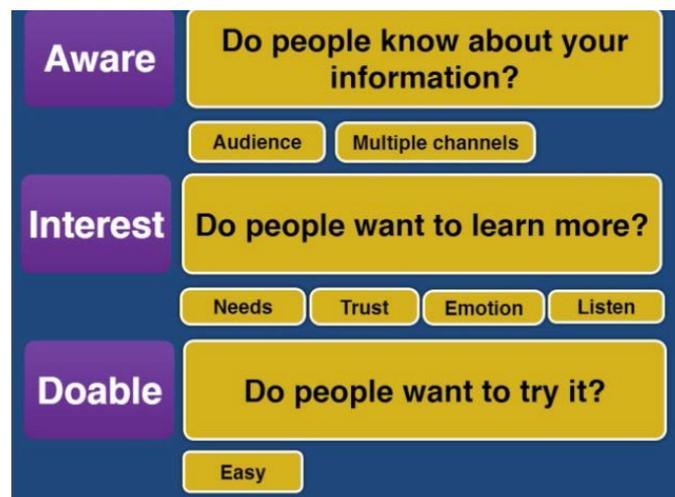 Aware
Do people know about your
information?
Audience
Multiple channels
Interest
Do people want to learn more?
Needs
Trust
Emotion
Listen
Doable
Do people want to try it?
Easy